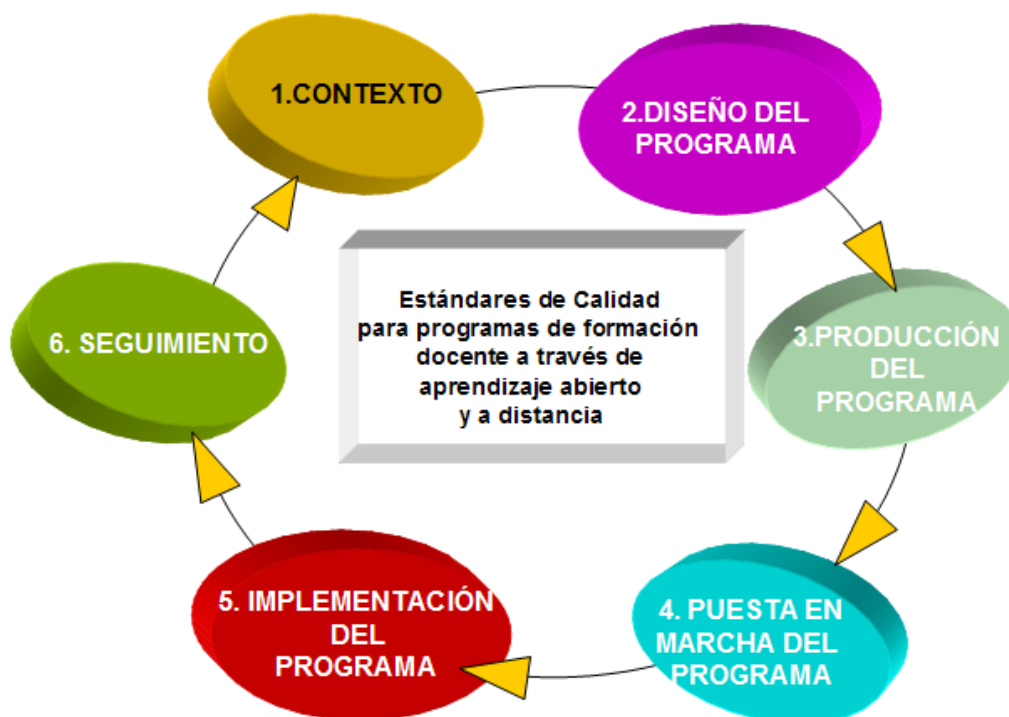 1.CONTEXTO
2.DISEÑO DEL
PROGRAMA
3.PRODUCCIÓN
DEL
PROGRAMA
4. PUESTA EN
MARCHA DEL
PROGRAMA
5. IMPLEMENTACIÓN
DEL
PROGRAMA
6. SEGUIMIENTO
Estándares de Calidad
para programas de formación
docente a través de
aprendizaje abierto
y a distancia